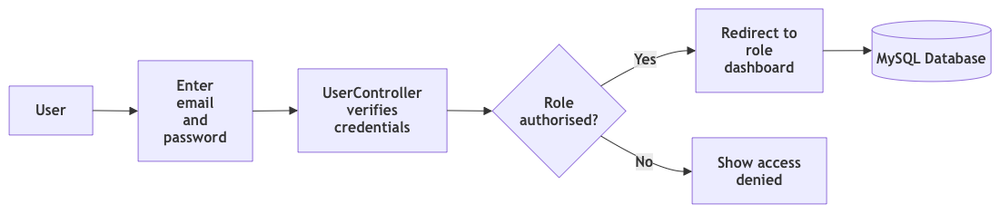 User
Enter
email
and
password
UserController
verifies
credentials
Role
authorised?
Yes
No
Redirect to
role
dashboard
MySQL Database
Show access
denied